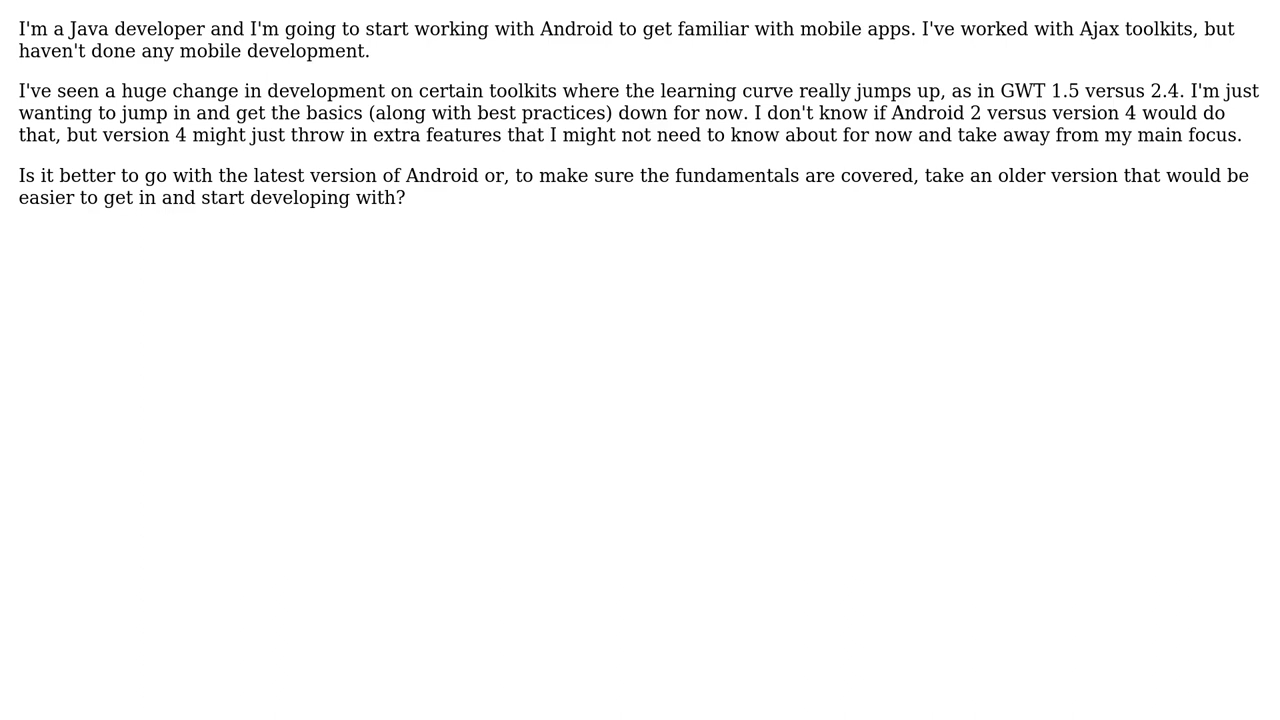 I'm a Java developer and I'm going to start working with Android to get familiar with mobile apps. I've worked with Ajax toolkits, but
haven't done any mobile development.
I've seen a huge change in development on certain toolkits where the learning curve really jumps up, as in GWT 1.5 versus 2.4. I'm just
wanting to jump in and get the basics (along with best practices) down for now. I don't know if Android 2 versus version 4 would do
that, but version 4 might just throw in extra features that I might not need to know about for now and take away from my main focus.
Is it better to go with the latest version of Android or, to make sure the fundamentals are covered, take an older version that would be
easier to get in and start developing with?